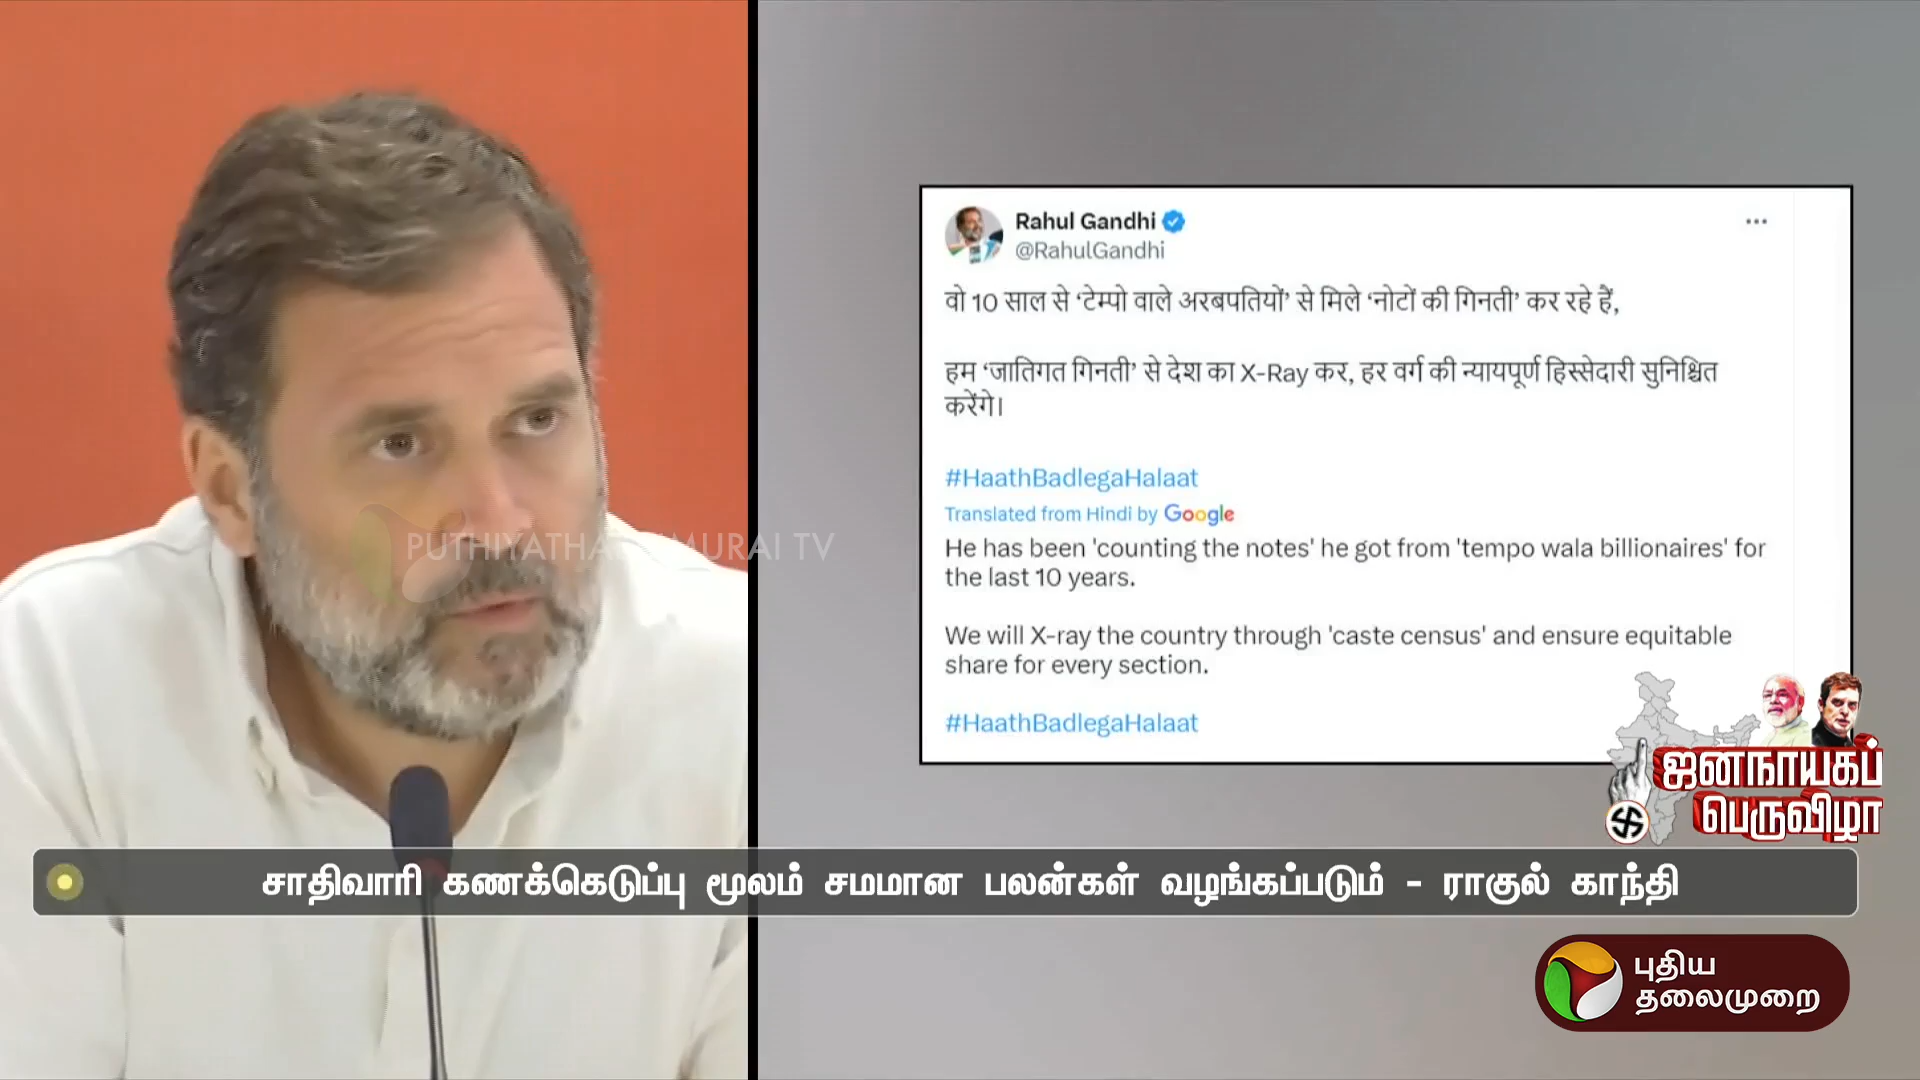 Rahul Gandhi
@RahulGandhi
वो 10 साल से ‘टेम्पो वाले अरबपतियों’ से मिले ‘नोटों की गिनती’ कर रहे हैं,
हम ‘जातिगत गिनती’ से देश का X-Ray कर, हर वर्ग की न्यायपूर्ण हिस्सेदारी सुनिश्चित
करेंगे।
#HaathBadlegaHalaat
Translated from Hindi by Google
He has been 'counting the notes' he got from 'tempo wala billionaires' for
the last 10 years.
We will X-ray the country through 'caste census' and ensure equitable
share for every section.
#HaathBadlegaHalaat
PUTHIYATHALAIMURAI TV
ஜனநாயகப்
பெருவிழா
சாதிவாரி கணக்கெடுப்பு மூலம் சமமான பலன்கள் வழங்கப்படும் - ராகுல் காந்தி
புதிய
தலைமுறை